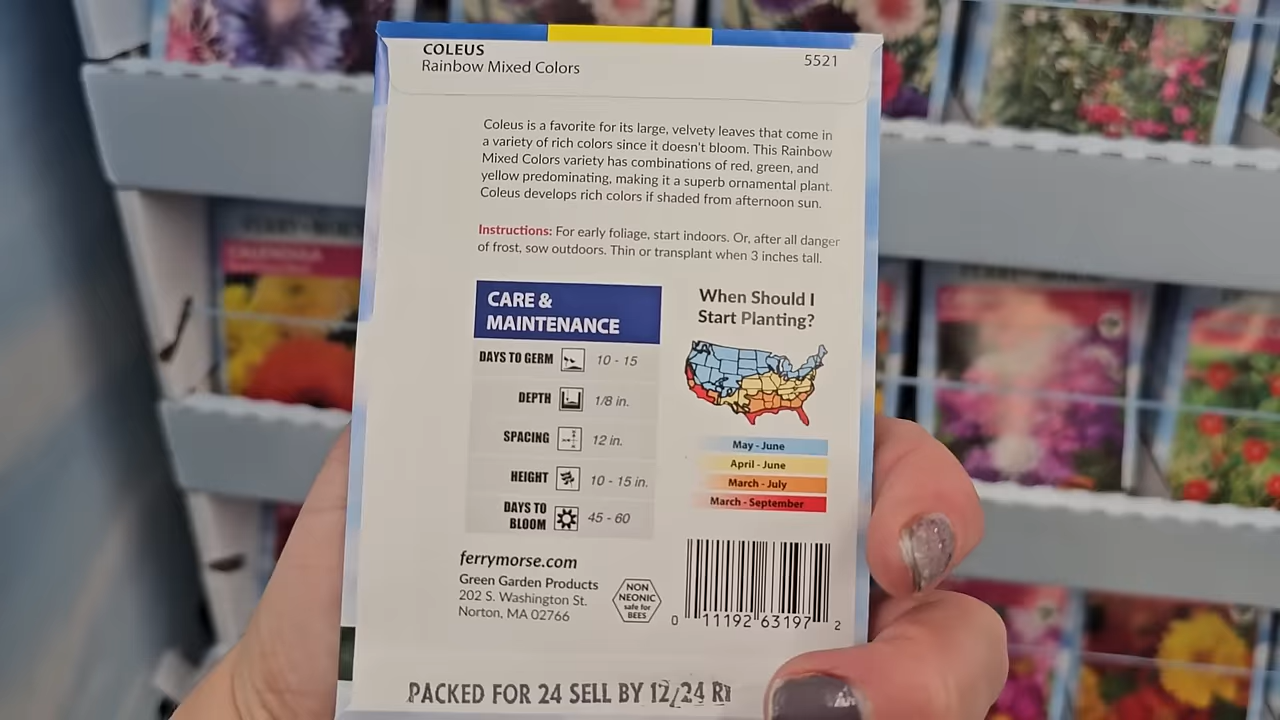 COLEUS
Rainbow Mixed Colors
5521
Coleus is a favorite for its large, velvety leaves that come in
a variety of rich colors since it doesn't bloom. This Rainbow
Mixed Colors variety has combinations of red, green, and
yellow predominating, making it a superb ornamental plant.
Coleus develops rich colors if shaded from afternoon sun.
Instructions: For early foliage, start indoors. Or, after all danger
of frost, sow outdoors. Thin or transplant when 3 inches tall.
CARE &
MAINTENANCE
DAYS TO GERM 10 - 15
DEPTH 1/8 in.
SPACING 12 in.
HEIGHT 10 - 15 in.
DAYS TO
BLOOM 45 - 60
When Should I
Start Planting?
May - June
April - June
March - July
March - September
ferrymorse.com
Green Garden Products
202 S. Washington St.
Norton, MA 02766
NON
NEONIC
safe for
BEES
0 11192 63197 2
PACKED FOR 24 SELL BY 12/24
CALENDULA